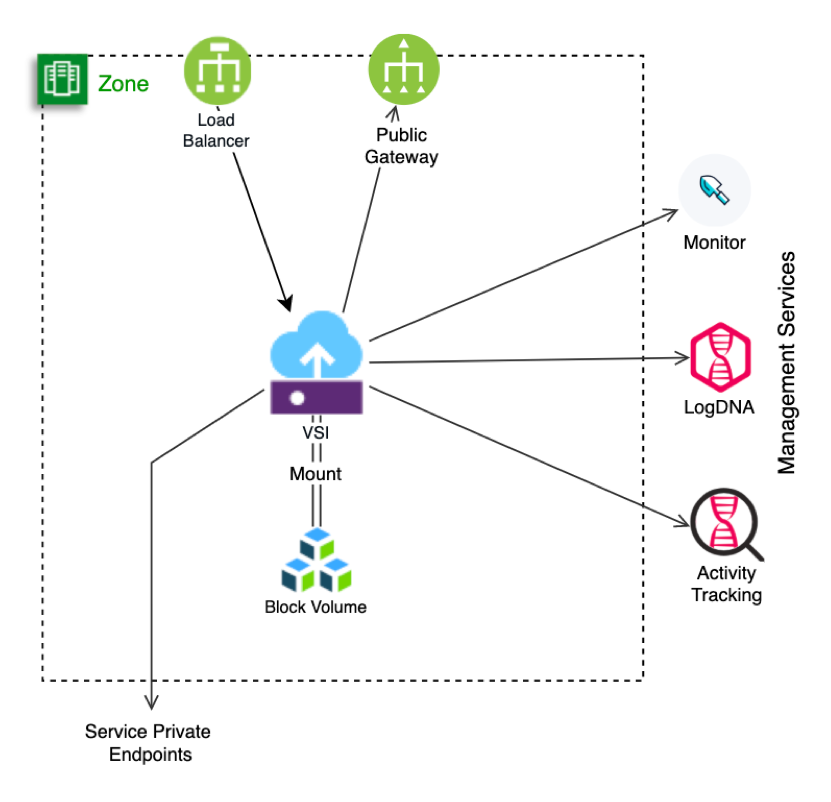 Zone
Load
Balancer
Public
Gateway
Monitor
Management Services
LogDNA
VSI
Mount
Activity
Tracking
Block Volume
Service Private
Endpoints